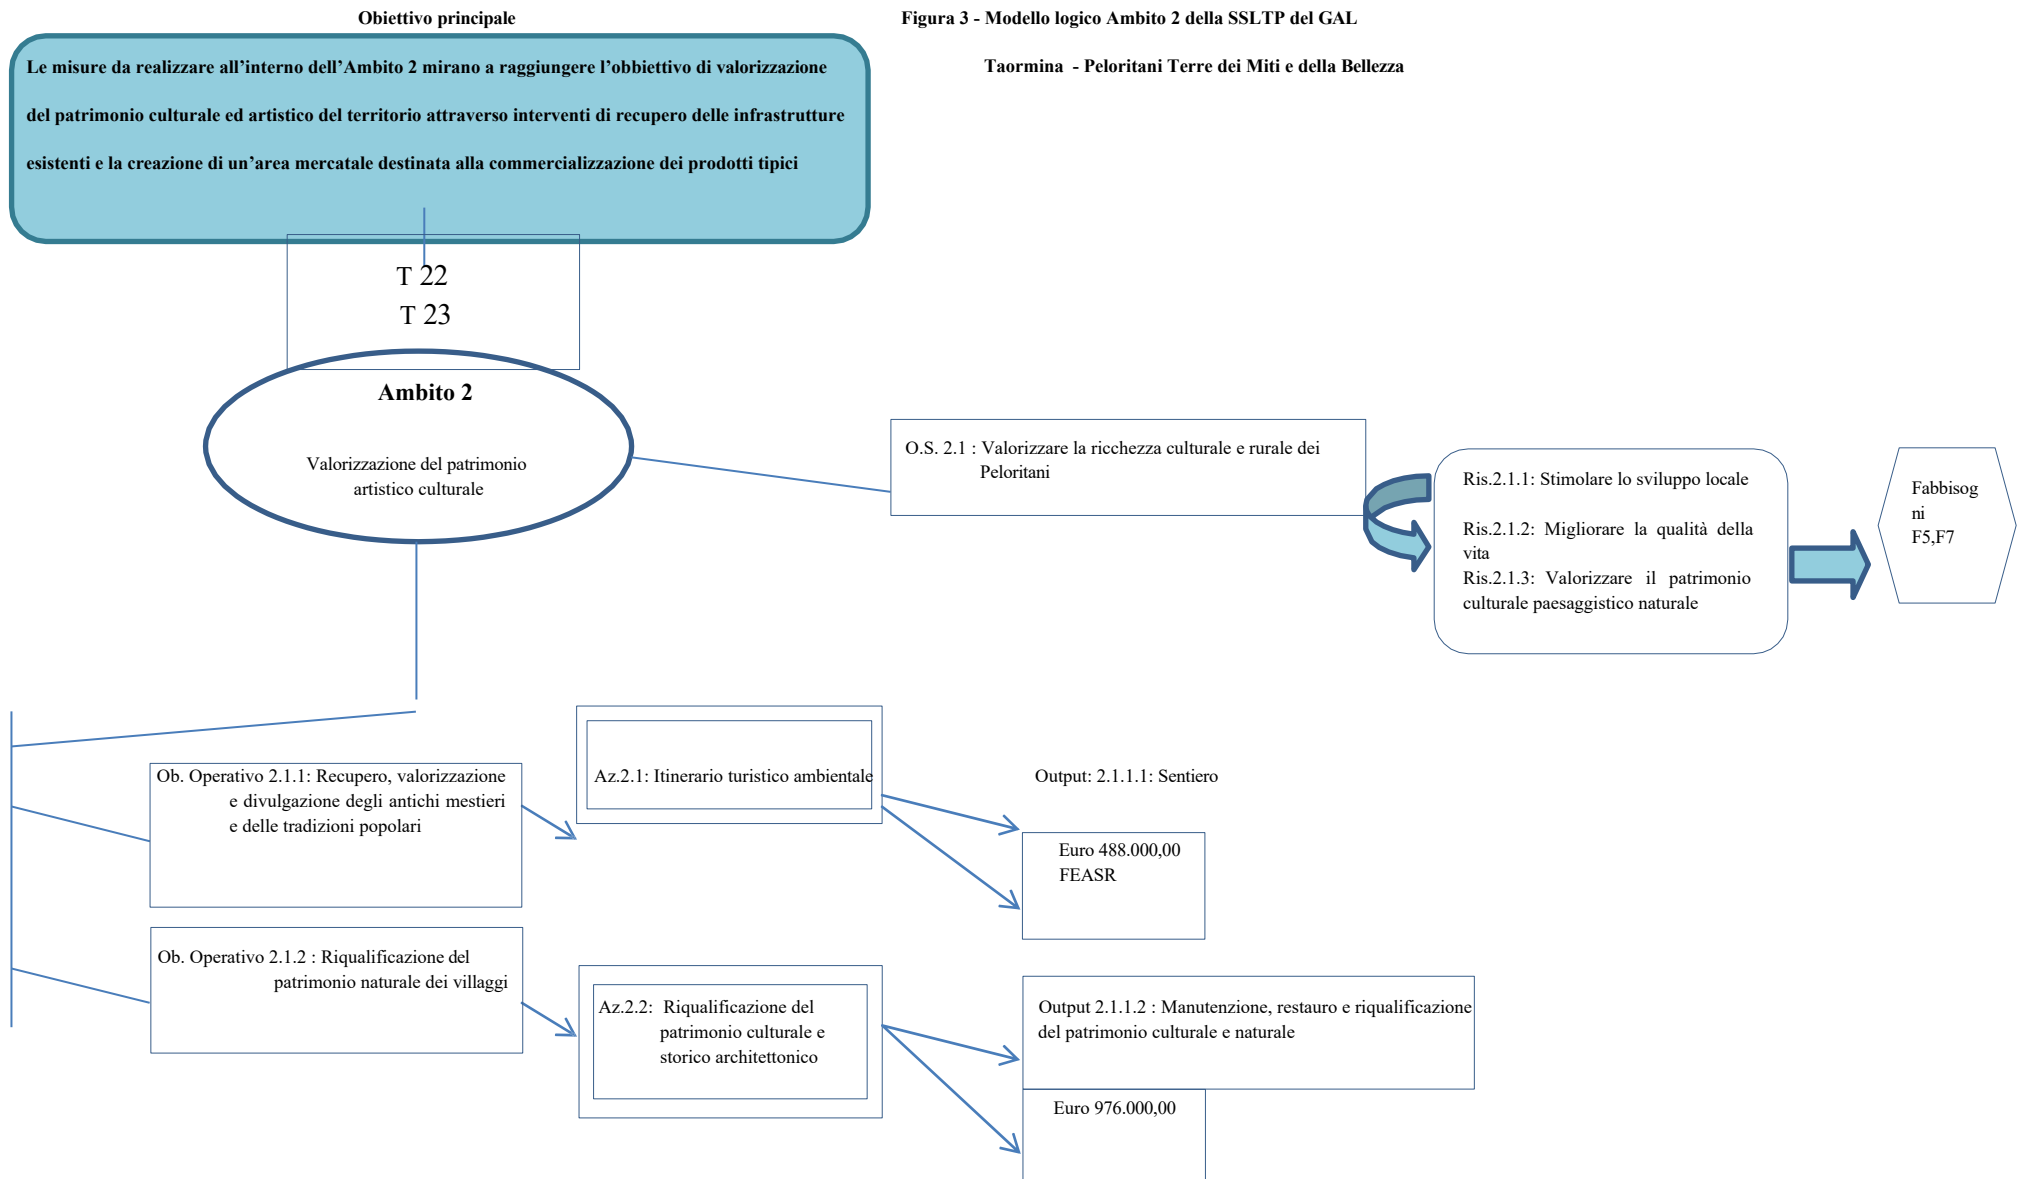 Obiettivo principale
Figura 3 - Modello logico Ambito 2 della SSLTP del GAL
Taormina - Peloritani Terre dei Miti e della Bellezza
Le misure da realizzare all’interno dell’Ambito 2 mirano a raggiungere l’obbiettivo di valorizzazione
del patrimonio culturale ed artistico del territorio attraverso interventi di recupero delle infrastrutture
esistenti e la creazione di un’area mercatale destinata alla commercializzazione dei prodotti tipici
T 22
T 23
Ambito 2
Valorizzazione del patrimonio
artistico culturale
O.S. 2.1 : Valorizzare la ricchezza culturale e rurale dei
Peloritani
Ris.2.1.1: Stimolare lo sviluppo locale
Ris.2.1.2: Migliorare la qualità della
vita
Ris.2.1.3: Valorizzare il patrimonio
culturale paesaggistico naturale
Fabbisog
ni
F5,F7
Ob. Operativo 2.1.1: Recupero, valorizzazione
e divulgazione degli antichi mestieri
e delle tradizioni popolari
Az.2.1: Itinerario turistico ambientale
Output: 2.1.1.1: Sentiero
Euro 488.000,00
FEASR
Ob. Operativo 2.1.2 : Riqualificazione del
patrimonio naturale dei villaggi
Az.2.2: Riqualificazione del
patrimonio culturale e
storico architettonico
Output 2.1.1.2 : Manutenzione, restauro e riqualificazione
del patrimonio culturale e naturale
Euro 976.000,00